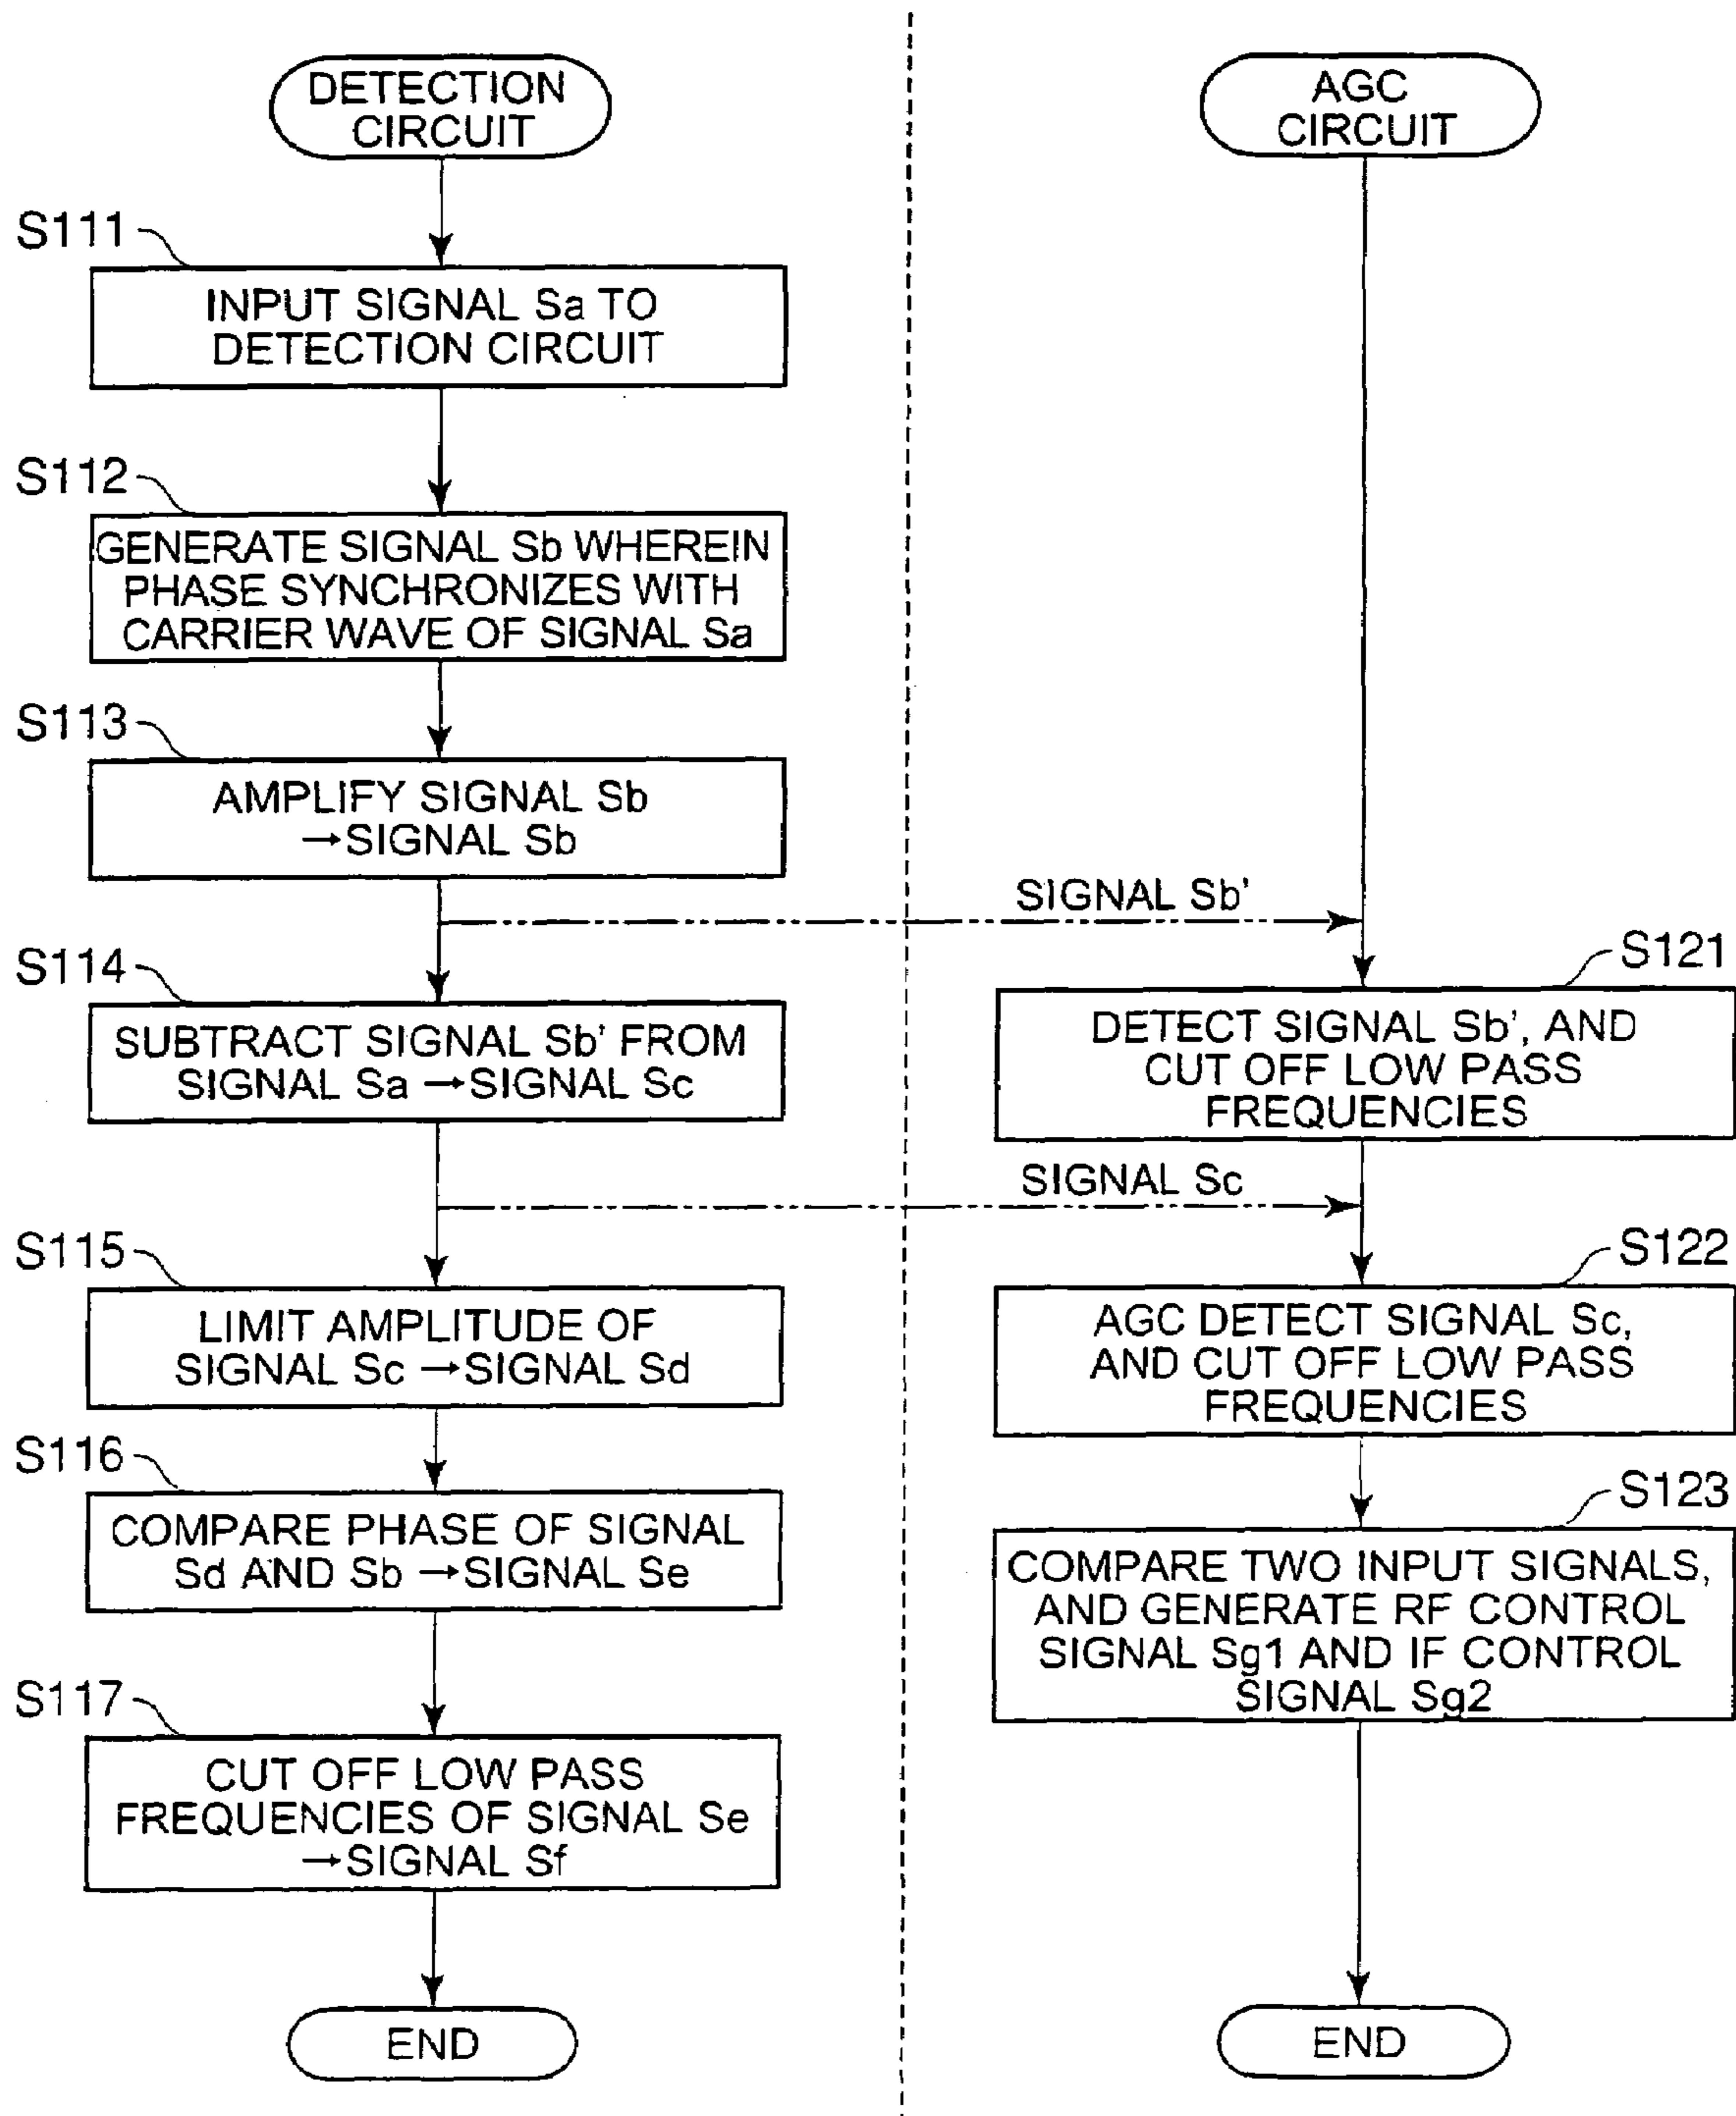 DETECTION
CIRCUIT
S111
INPUT SIGNAL Sa TO
DETECTION CIRCUIT
S112
GENERATE SIGNAL Sb WHEREIN
PHASE SYNCHRONIZES WITH
CARRIER WAVE OF SIGNAL Sa
S113
AMPLIFY SIGNAL Sb
→SIGNAL Sb
S114
SUBTRACT SIGNAL Sb' FROM
SIGNAL Sa →SIGNAL Sc
S115
LIMIT AMPLITUDE OF
SIGNAL Sc →SIGNAL Sd
S116
COMPARE PHASE OF SIGNAL
Sd AND Sb →SIGNAL Se
S117
CUT OFF LOW PASS
FREQUENCIES OF SIGNAL Se
→SIGNAL Sf
END
AGC
CIRCUIT
SIGNAL Sb'
S121
DETECT SIGNAL Sb', AND
CUT OFF LOW PASS
FREQUENCIES
SIGNAL Sc
S122
AGC DETECT SIGNAL Sc,
AND CUT OFF LOW PASS
FREQUENCIES
S123
COMPARE TWO INPUT SIGNALS,
AND GENERATE RF CONTROL
SIGNAL Sg1 AND IF CONTROL
SIGNAL Sg2
END